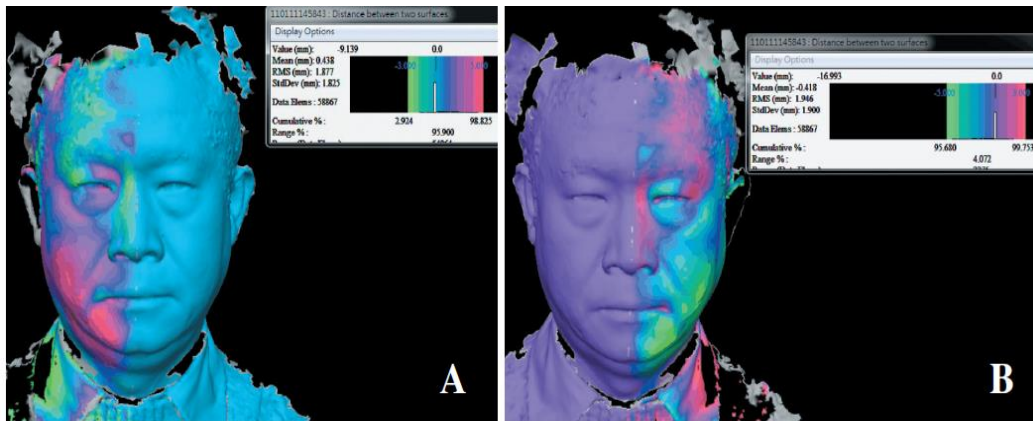 110111145843 : Distance between two surfaces
Display Options
Value (mm): -9.139 0.0
Mean (mm): 0.438
RMS (mm): 1.877
StdDev (mm): 1.825
Data Elems : 58867
Cumulative % : 2.924 98.825
Range % : 95.900
A
110111145843 : Distance between two surfaces
Display Options
Value (mm): -16.993 0.0
Mean (mm): -0.418
RMS (mm): 1.946
StdDev (mm): 1.900
Data Elems : 58867
Cumulative % : 95.680 99.753
Range % : 4.072
B